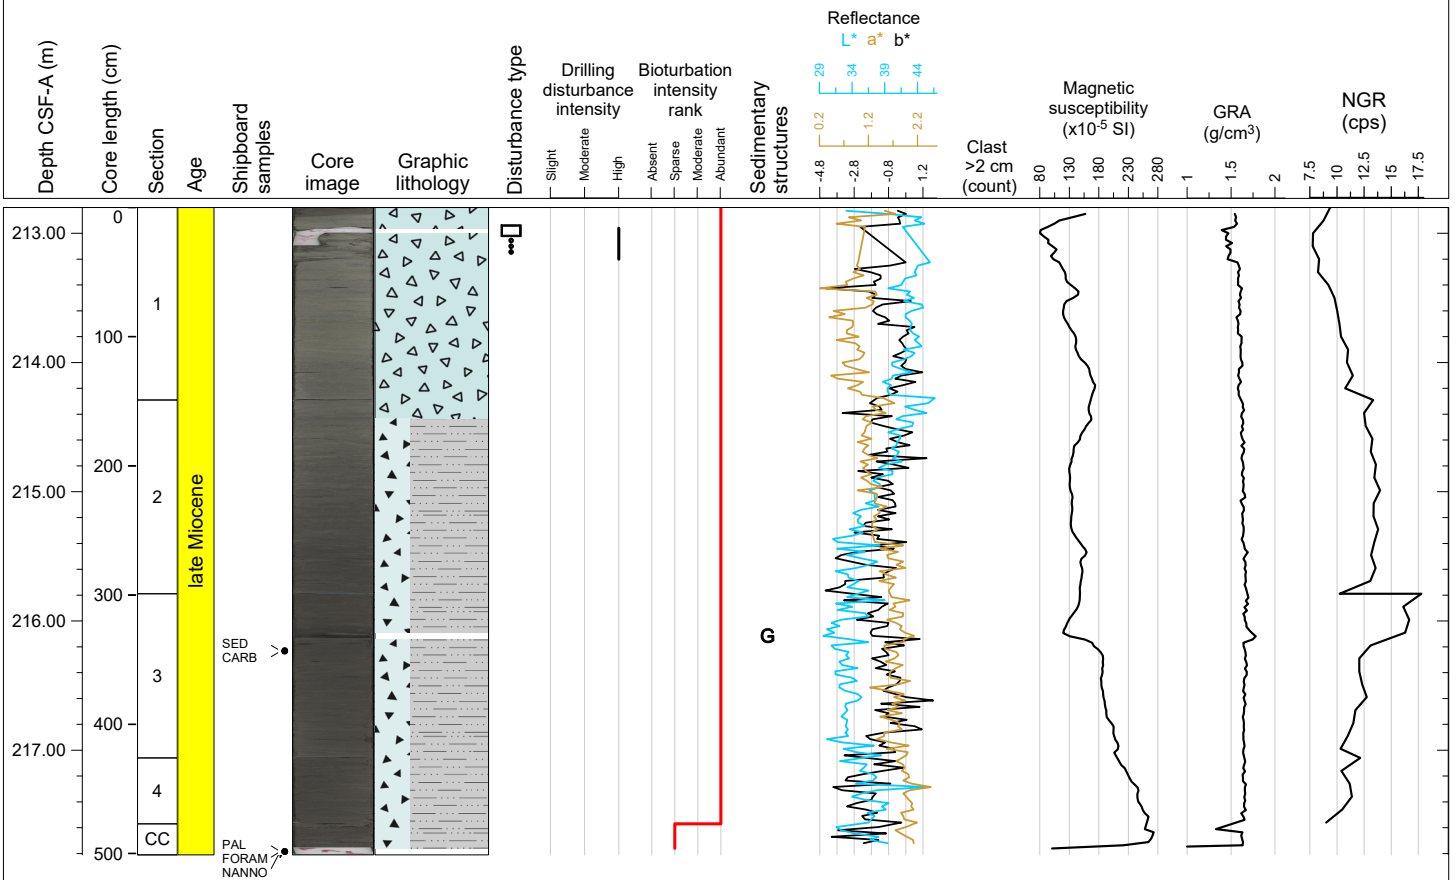 Depth CSF-A (m)
Core length (cm)
Section
Age
Shipboard
samples
Core
image
Graphic
lithology
Disturbance type
Drilling
disturbance
intensity
Slight
Moderate
High
Bioturbation
intensity
rank
Absent
Sparse
Moderate
Abundant
Sedimentary
structures
Reflectance
L* a* b*
29 34 39 44
0.2 1.2 2.2
-4.8 -2.8 -0.8 1.2
Clast
>2 cm
(count)
Magnetic
susceptibility
(x10-5 SI)
80 130 180 230 280
GRA
(g/cm3)
1 1.5 2
NGR
(cps)
7.5 10 12.5 15 17.5
213.00
214.00
215.00
216.00
217.00
0
100
200
300
400
500
1
2
3
4
CC
late Miocene
SED
CARB
PAL
FORAM
NANNO
G